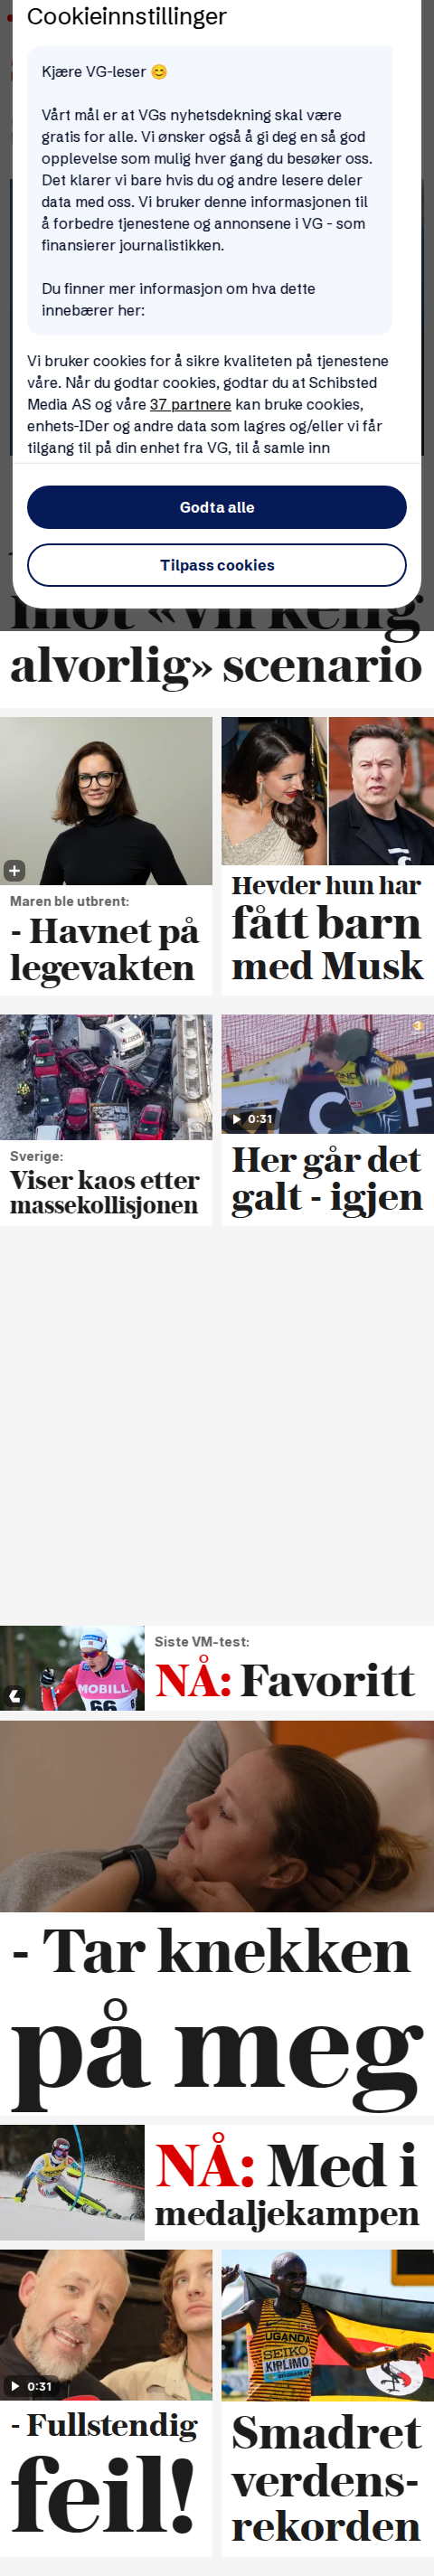 Cookieinnstillinger
Kjære VG-leser 😊
Vårt mål er at VGs nyhetsdekning skal være
gratis for alle. Vi ønsker også å gi deg en så god
opplevelse som mulig hver gang du besøker oss.
Det klarer vi bare hvis du og andre lesere deler
data med oss. Vi bruker denne informasjonen til
å forbedre tjenestene og annonsene i VG - som
finansierer journalistikken.
Du finner mer informasjon om hva dette
innebærer her:
Vi bruker cookies for å sikre kvaliteten på tjenestene
våre. Når du godtar cookies, godtar du at Schibsted
Media AS og våre 37 partnere kan bruke cookies,
enhets-IDer og andre data som lagres og/eller vi får
tilgang til på din enhet fra VG, til å samle inn
Godta alle
Tilpass cookies
mot «virkelig
alvorlig» scenario
Maren ble utbrent:
- Havnet på
legevakten
Hevder hun har
fått barn
med Musk
Sverige:
Viser kaos etter
massekollisjonen
3
0:31
Her går det
galt - igjen
MOBILL
66
Siste VM-test:
NÅ: Favoritt
- Tar knekken
på meg
NÅ: Med i
medaljekampen
0:31
- Fullstendig
feil!
UGANDA
SEIKO
KIPLIMO
Smadret
verdens-
rekorden